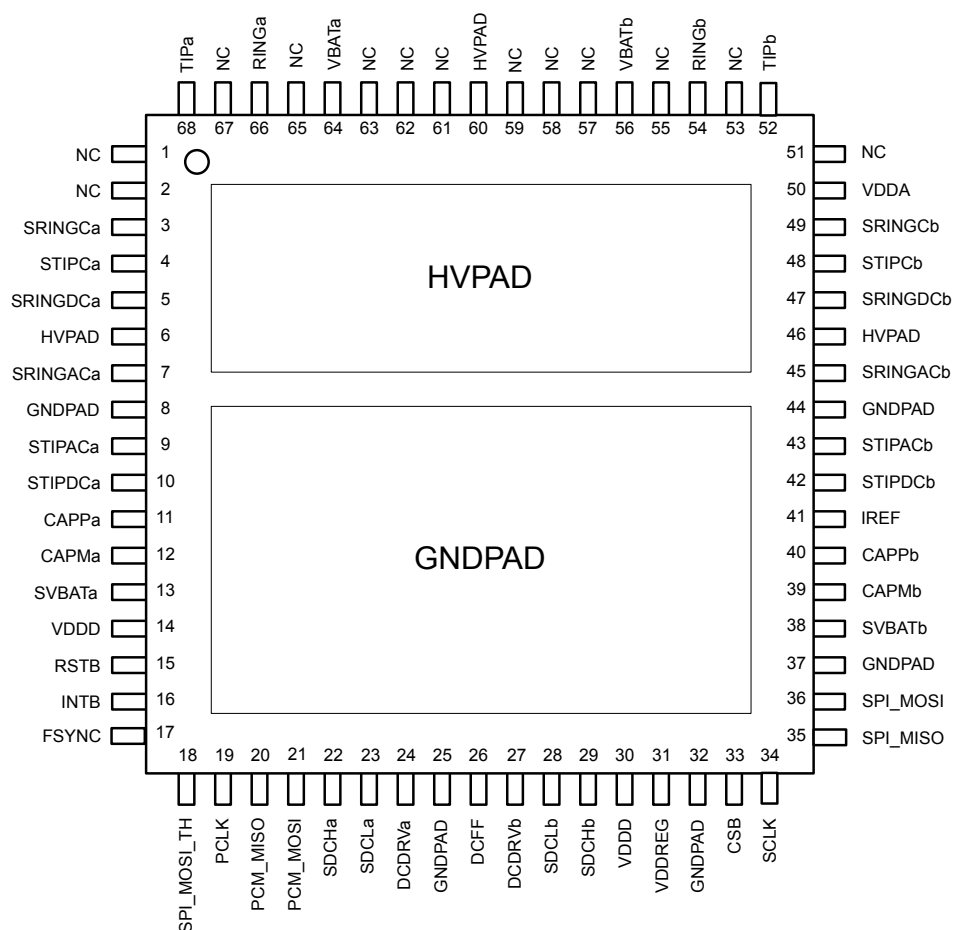 TIPa NC RINGa NC VBATa NC NC NC HVPAD NC NC NC VBATb NC RINGb NC TIPb
68 67 66 65 64 63 62 61 60 59 58 57 56 55 54 53 52
NC 1 51 NC
NC 2 50 VDDA
SRINGCa 3 49 SRINGCb
STIPCa 4 48 STIPCb
HVPAD
SRINGDCa 5 47 SRINGDCb
HVPAD 6 46 HVPAD
SRINGACa 7 45 SRINGACb
GNDPAD 8 44 GNDPAD
STIPACa 9 43 STIPACb
STIPDCa 10 42 STIPDCb
CAPPa 11 41 IREF
CAPMa 12 40 CAPPb
GNDPAD
SVBATa 13 39 CAPMb
VDDD 14 38 SVBATb
RSTB 15 37 GNDPAD
INTB 16 36 SPI_MOSI
FSYNC 17 35 SPI_MISO
18 19 20 21 22 23 24 25 26 27 28 29 30 31 32 33 34
SPI_MOSI_TH PCLK PCM_MISO PCM_MOSI SDCHa SDCLa DCDRVa GNDPAD DCFF DCDRVb SDCLb SDCHb VDDD VDDREG GNDPAD CSB SCLK